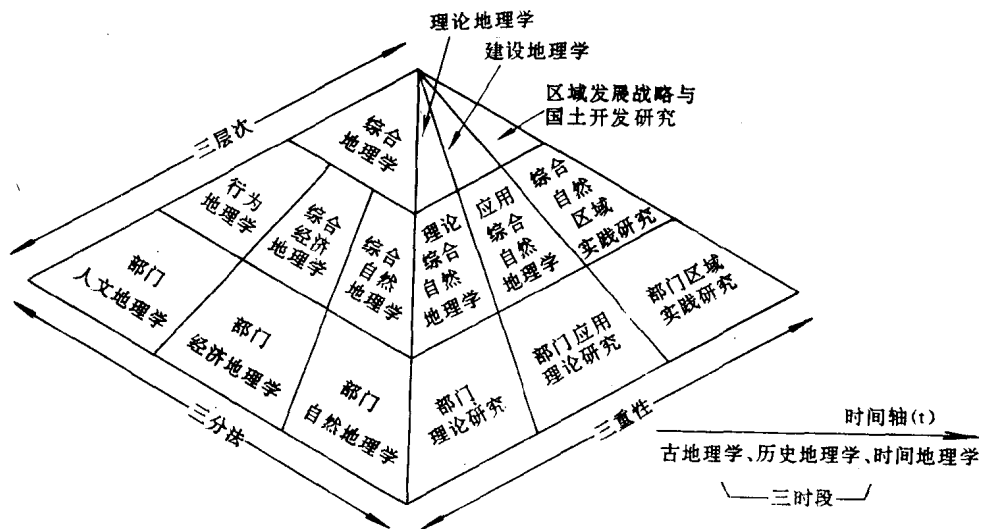 理论地理学
建设地理学
区域发展战略与
国土开发研究
三层次
综合
地理学
行为
地理学
综合
经济
地理学
综合
自然
地理学
理论
综合
自然
地理学
应用
综合
自然
地理学
综合
自然
区域
实践研究
部门
人文地理学
部门
经济地理学
部门
自然地理学
部门
理论研究
部门应用
理论研究
部门区域
实践研究
三分法
三重性
时间轴(t)
古地理学、历史地理学、时间地理学
三时段